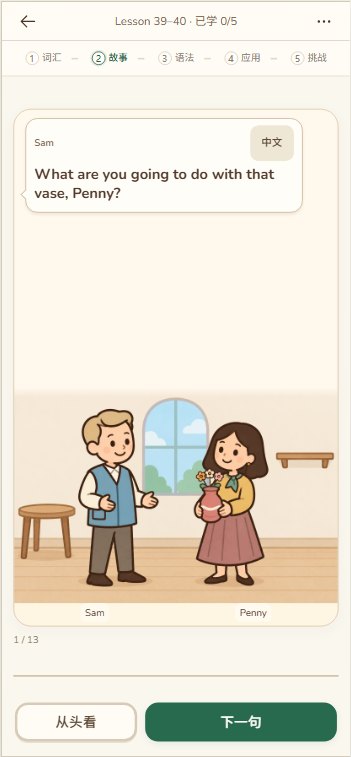 Lesson 39–40 · 已学 0/5
1 词汇 – 2 故事 – 3 语法 – 4 应用 – 5 挑战
Sam
中文
What are you going to do with that
vase, Penny?
Sam
Penny
1 / 13
从头看
下一句